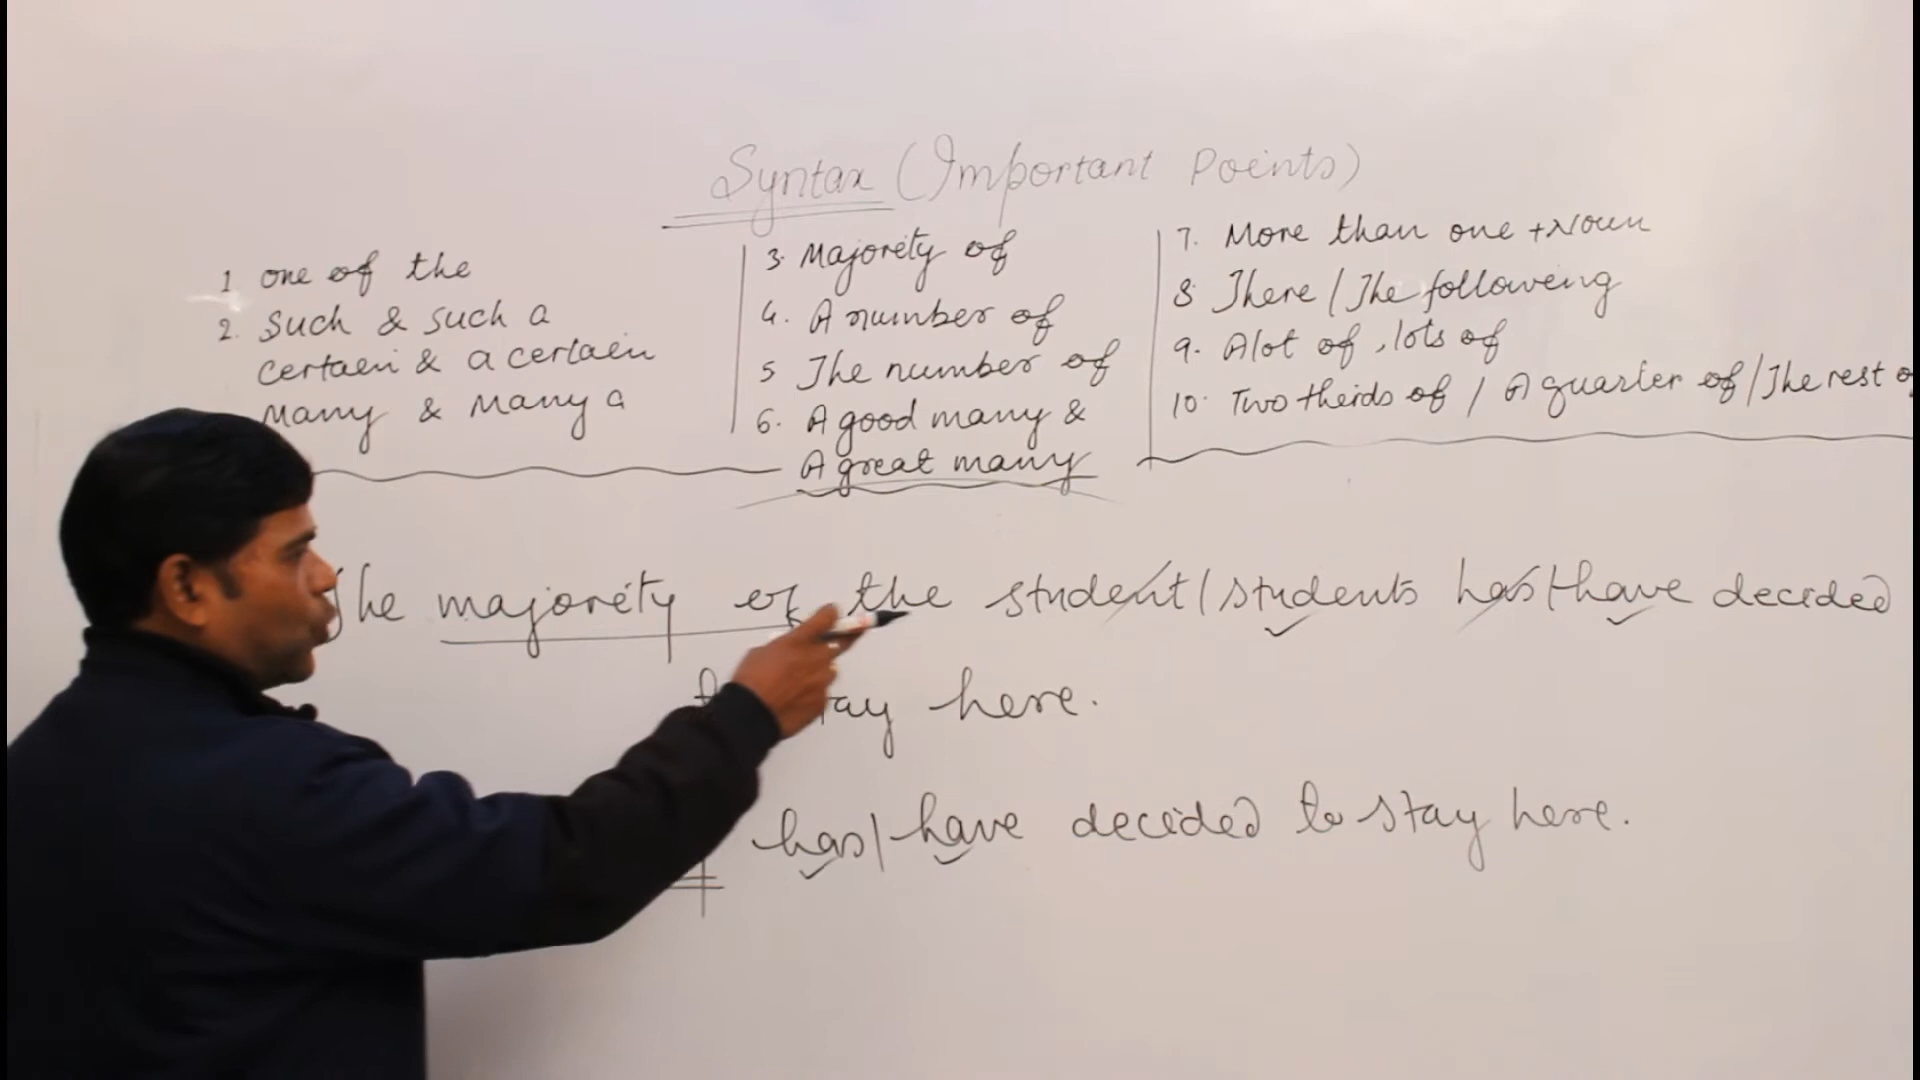 Syntax (Important Points)
1 one of the
2. Such & such a
certain & a certain
Many & Many a
3. Majority of
4. A number of
5 The number of
6. A good many &
A great many
7. More than one + Noun
8 There / The following
9. A lot of, lots of
10. Two thirds of / A quarter of / The rest o
The majority of the student / students has / have decided
stay here.
has / have decided to stay here.